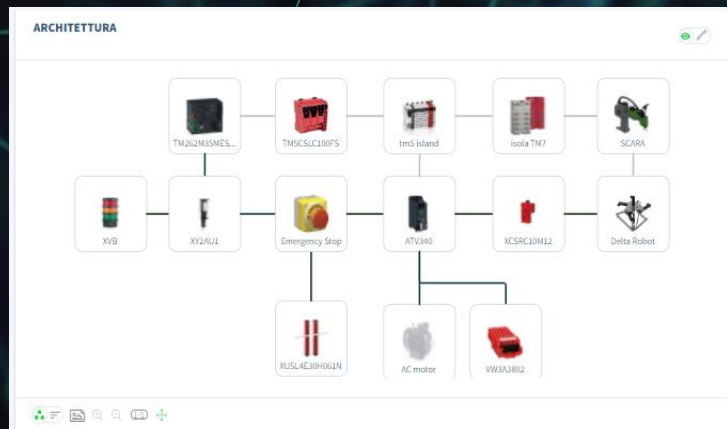 ARCHITETTURA
TM262M35MES...
TM5CSLC100FS
tm5 island
isola TM7
SCARA
XVB
XY2AU1
Emergency Stop
ATV340
XCSRC10M12
Delta Robot
XUSL4E30H061N
AC motor
VW3A3802